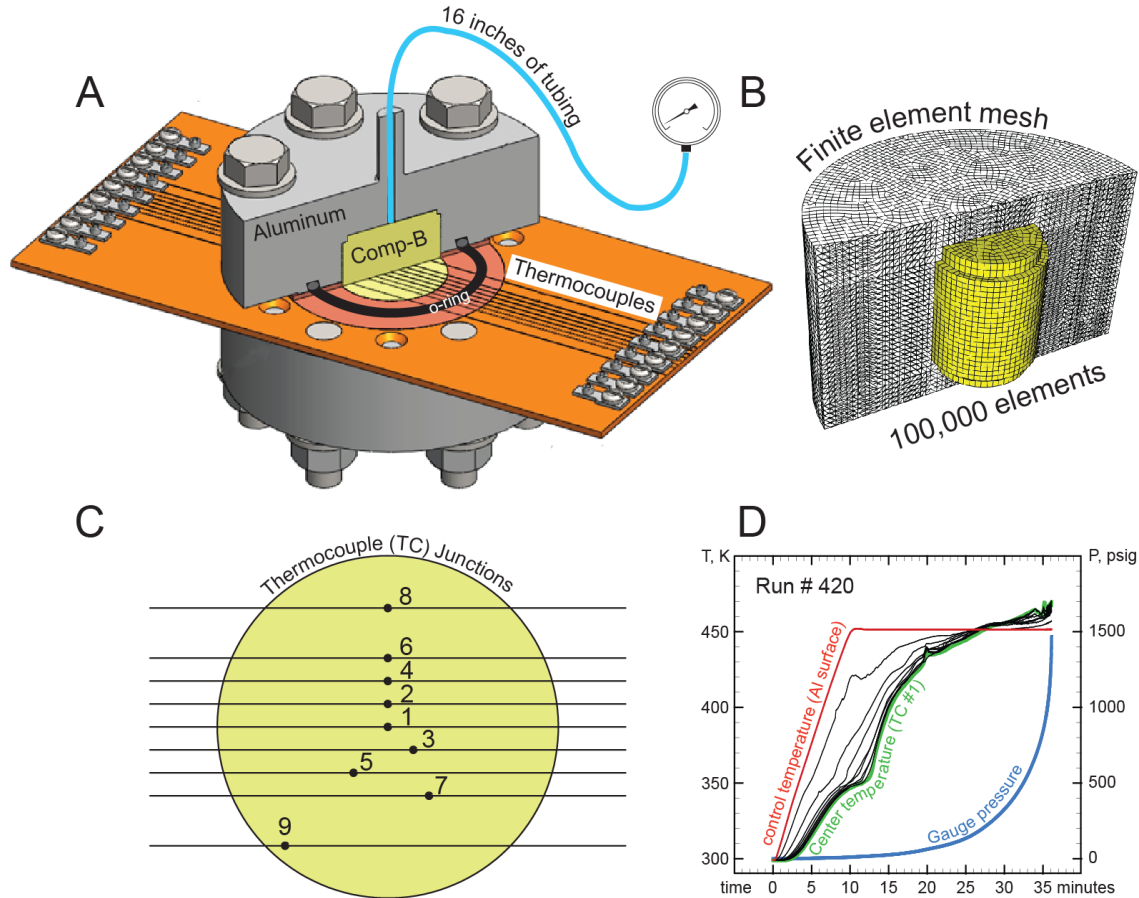 A
16 inches of tubing
Aluminum
Comp-B
o-ring
Thermocouples
B
Finite element mesh
100,000 elements
C
Thermocouple (TC) Junctions
8
6
4
2
1
3
5
7
9
D
T, K
P, psig
Run # 420
450
400
350
300
1500
1000
500
0
control temperature (Al surface)
Center temperature (TC #1)
Gauge pressure
time 0 5 10 15 20 25 30 35 minutes